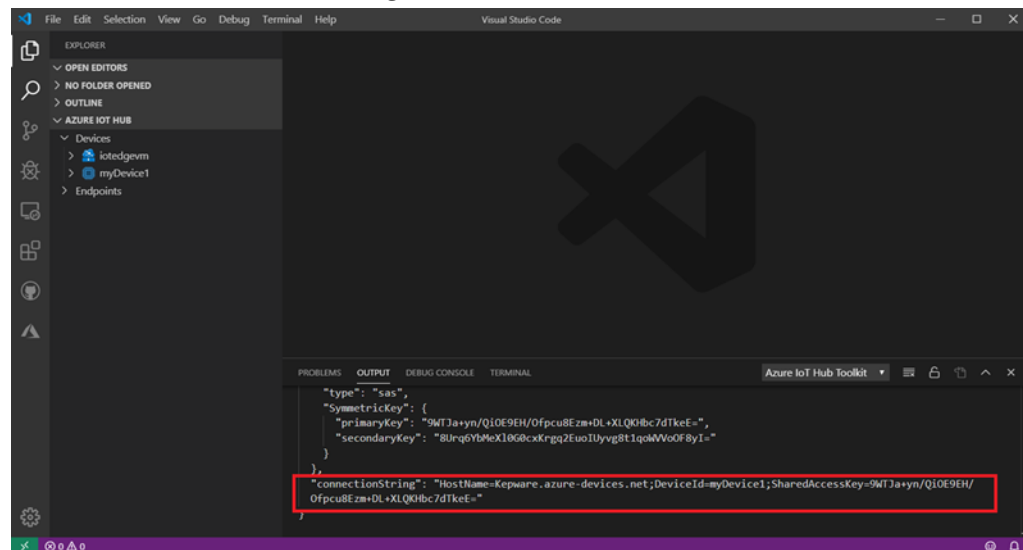 File Edit Selection View Go Debug Terminal Help
Visual Studio Code
EXPLORER
OPEN EDITORS
NO FOLDER OPENED
OUTLINE
AZURE IOT HUB
Devices
iotedgevm
myDevice1
Endpoints
PROBLEMS OUTPUT DEBUG CONSOLE TERMINAL
Azure IoT Hub Toolkit
"type": "sas",
"SymmetricKey": {
"primaryKey": "9WTJa+yn/QiOE9EH/Ofpcu8Ezm+DL+XLQKHbc7dTkeE=",
"secondaryKey": "8Urq6YbMeXl0G0cxKrgq2EuoIUyvg8t1qoWVVoOF8yI="
}
},
"connectionString": "HostName=Kepware.azure-devices.net;DeviceId=myDevice1;SharedAccessKey=9WTJa+yn/QiOE9EH/
Ofpcu8Ezm+DL+XLQKHbc7dTkeE="
}
0 0